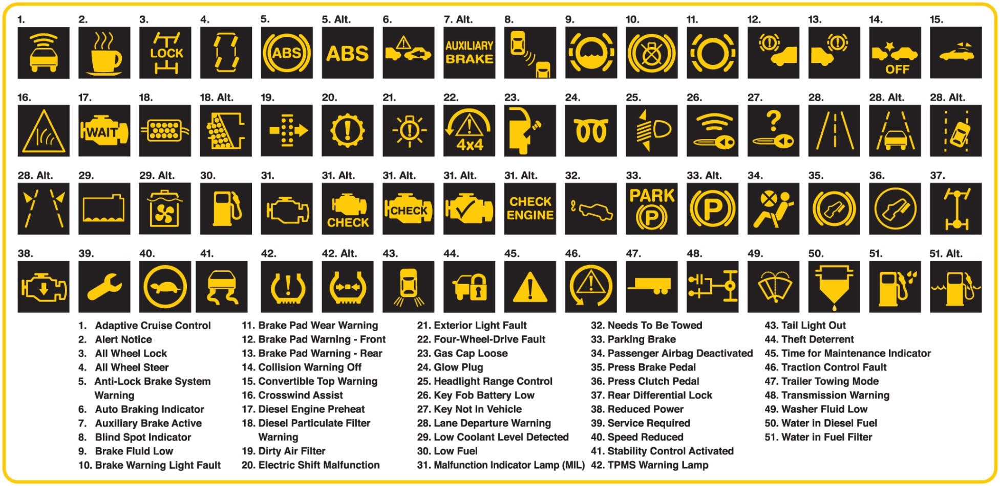 1. 2. 3. 4. 5. 5. Alt. 6. 7. Alt. 8. 9. 10. 11. 12. 13. 14. 15.
LOCK
ABS
ABS
AUXILIARY
BRAKE
OFF
16. 17. 18. 18. Alt. 19. 20. 21. 22. 23. 24. 25. 26. 27. 28. 28. Alt. 28. Alt.
WAIT
!
!
!
4x4
?
28. Alt. 29. 29. Alt. 30. 31. 31. Alt. 31. Alt. 31. Alt. 31. Alt. 32. 33. 33. Alt. 34. 35. 36. 37.
CHECK
CHECK
CHECK
ENGINE
PARK
P
P
38. 39. 40. 41. 42. 42. Alt. 43. 44. 45. 46. 47. 48. 49. 50. 51. 51. Alt.
!
!
!
1. Adaptive Cruise Control
2. Alert Notice
3. All Wheel Lock
4. All Wheel Steer
5. Anti-Lock Brake System
Warning
6. Auto Braking Indicator
7. Auxiliary Brake Active
8. Blind Spot Indicator
9. Brake Fluid Low
10. Brake Warning Light Fault
11. Brake Pad Wear Warning
12. Brake Pad Warning - Front
13. Brake Pad Warning - Rear
14. Collision Warning Off
15. Convertible Top Warning
16. Crosswind Assist
17. Diesel Engine Preheat
18. Diesel Particulate Filter
Warning
19. Dirty Air Filter
20. Electric Shift Malfunction
21. Exterior Light Fault
22. Four-Wheel-Drive Fault
23. Gas Cap Loose
24. Glow Plug
25. Headlight Range Control
26. Key Fob Battery Low
27. Key Not In Vehicle
28. Lane Departure Warning
29. Low Coolant Level Detected
30. Low Fuel
31. Malfunction Indicator Lamp (MIL)
32. Needs To Be Towed
33. Parking Brake
34. Passenger Airbag Deactivated
35. Press Brake Pedal
36. Press Clutch Pedal
37. Rear Differential Lock
38. Reduced Power
39. Service Required
40. Speed Reduced
41. Stability Control Activated
42. TPMS Warning Lamp
43. Tail Light Out
44. Theft Deterrent
45. Time for Maintenance Indicator
46. Traction Control Fault
47. Trailer Towing Mode
48. Transmission Warning
49. Washer Fluid Low
50. Water in Diesel Fuel
51. Water in Fuel Filter